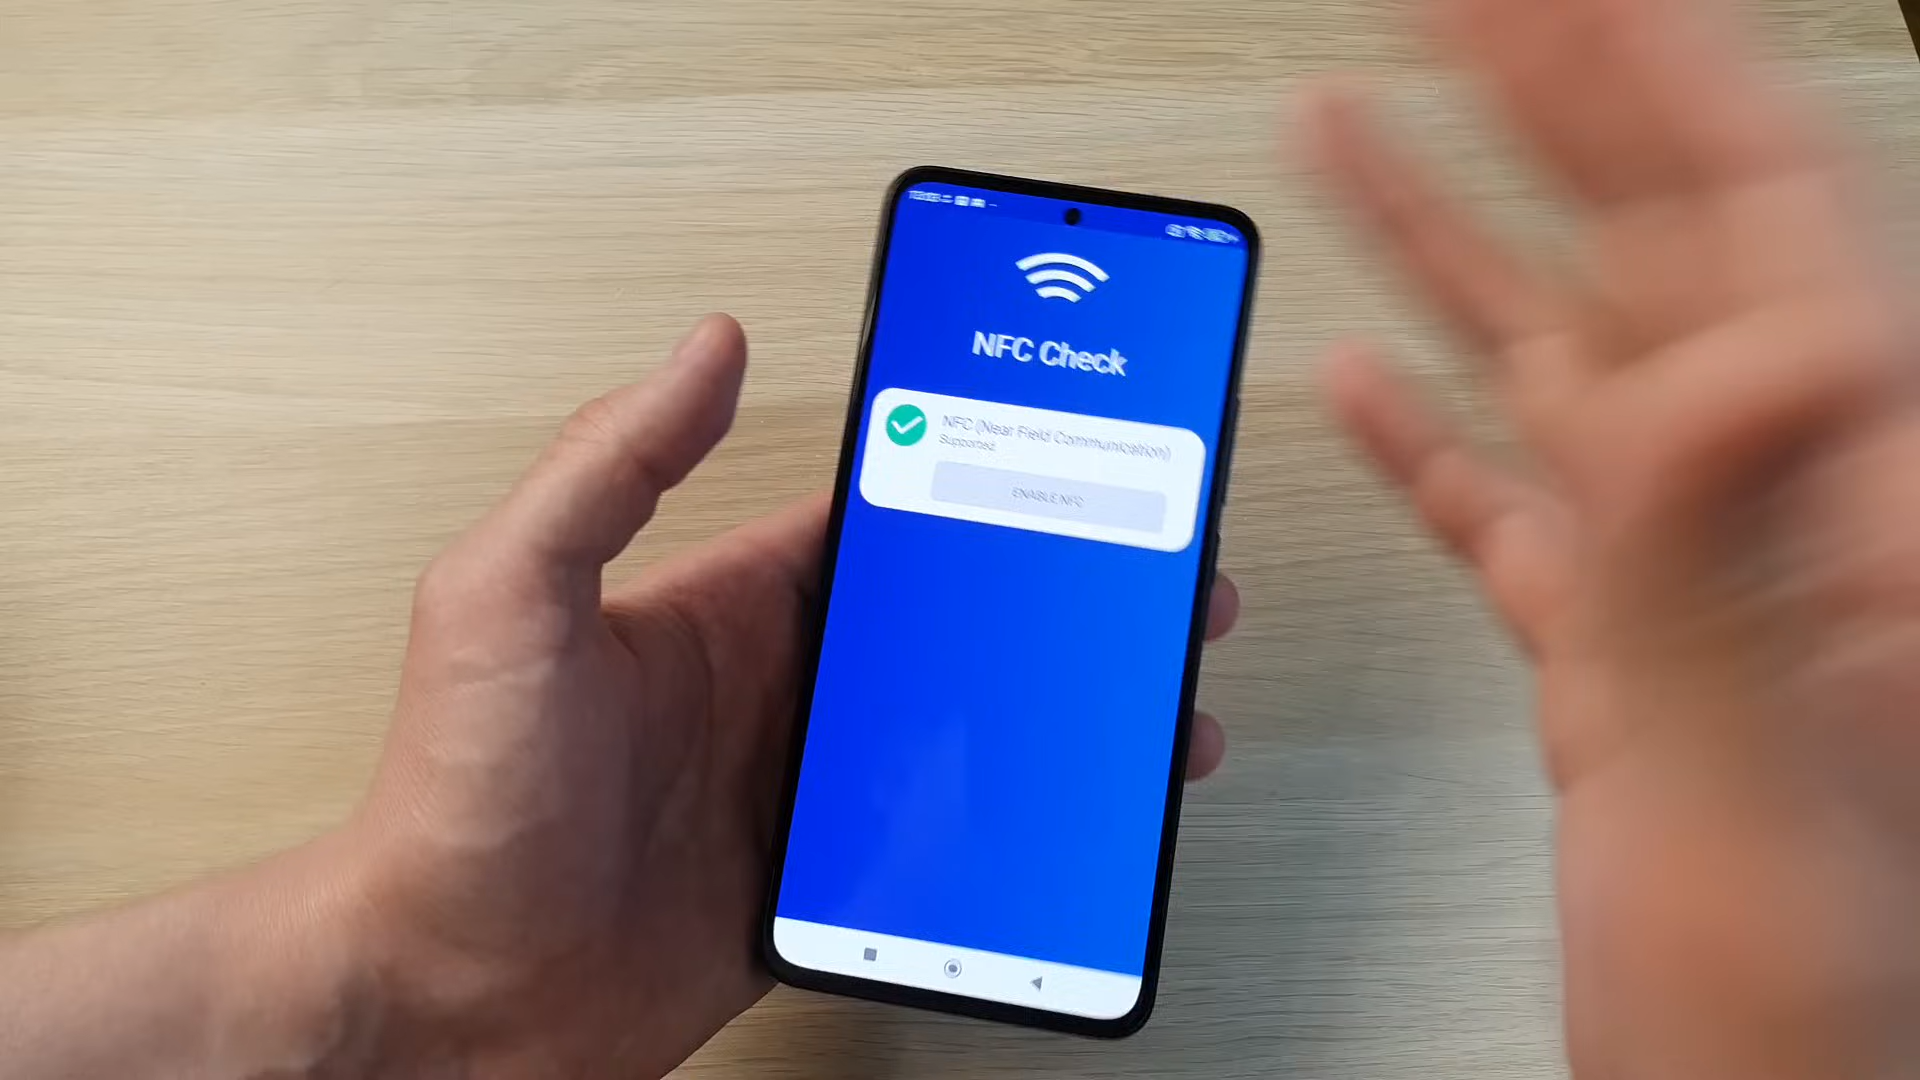 NFC Check
NFC (Near Field Communication)
Supported
ENABLE NFC